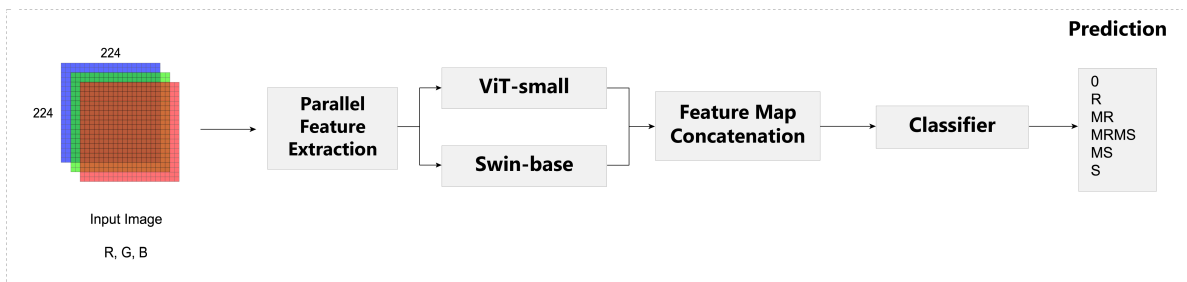 Prediction
224
224
Input Image
R, G, B
Parallel
Feature
Extraction
ViT-small
Swin-base
Feature Map
Concatenation
Classifier
0
R
MR
MRMS
MS
S